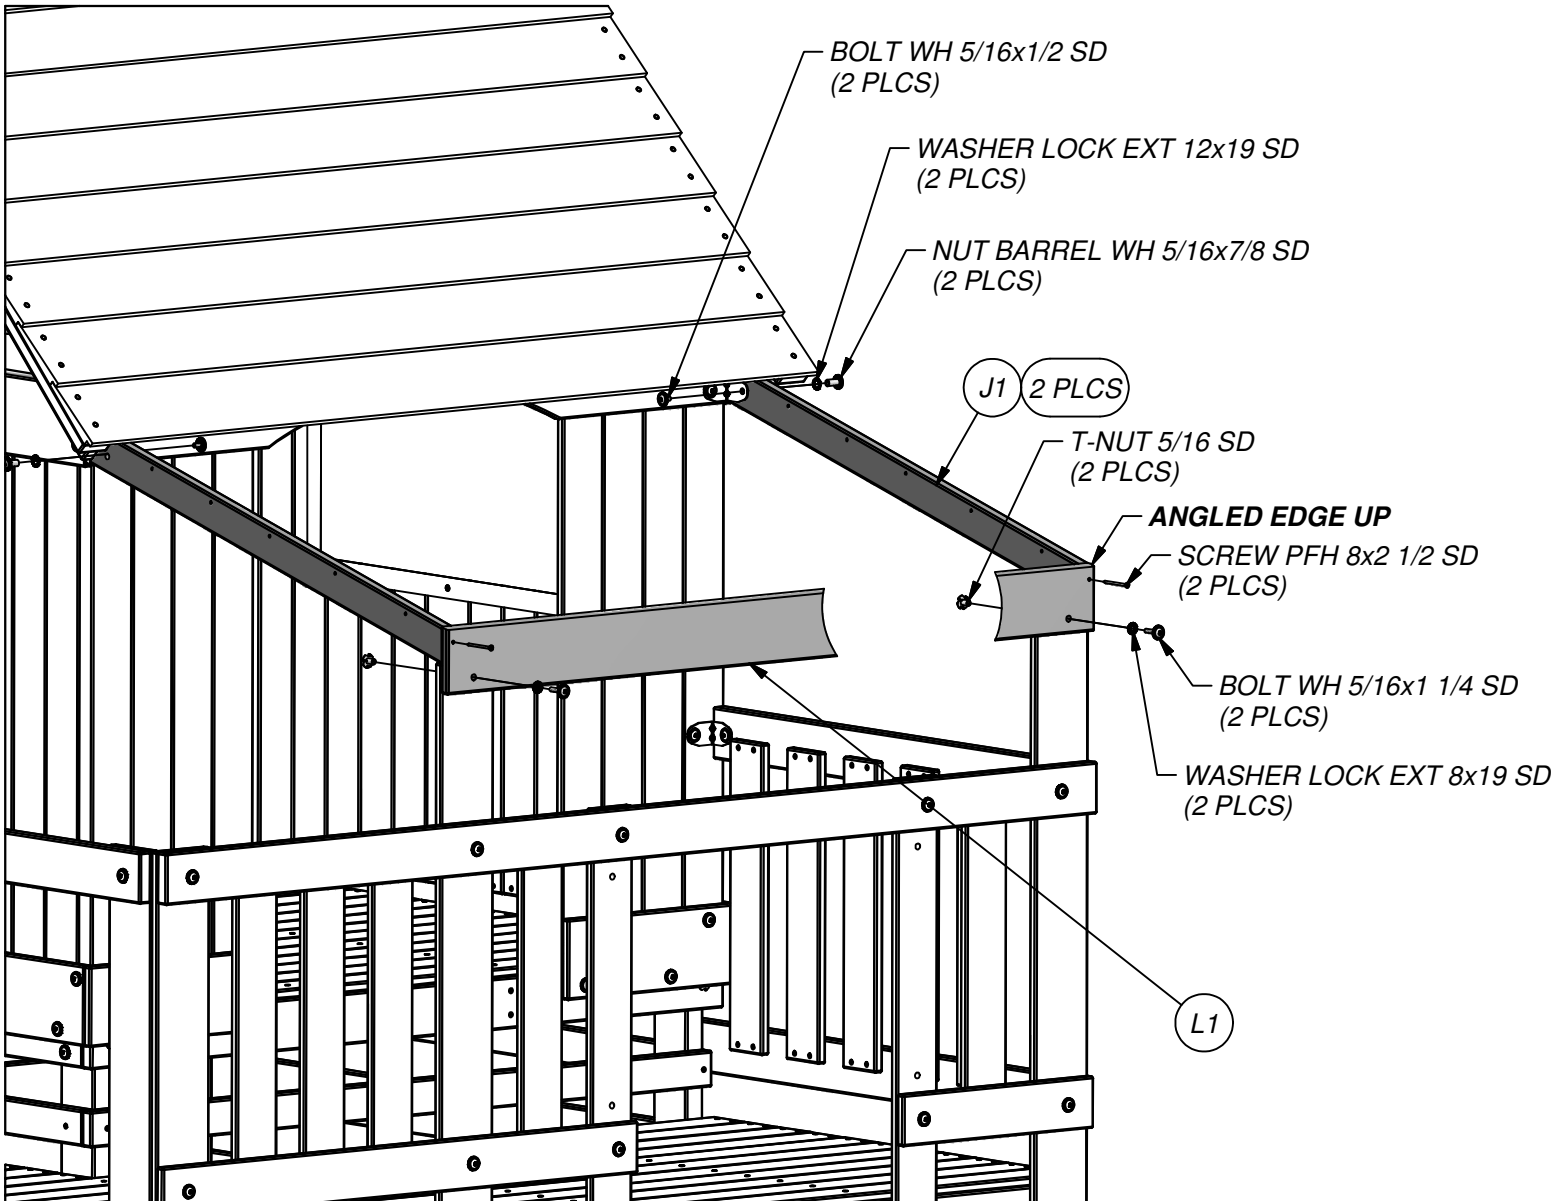 BOLT WH 5/16x1/2 SD
(2 PLCS)
WASHER LOCK EXT 12x19 SD
(2 PLCS)
NUT BARREL WH 5/16x7/8 SD
(2 PLCS)
J1 2 PLCS
T-NUT 5/16 SD
(2 PLCS)
ANGLED EDGE UP
SCREW PFH 8x2 1/2 SD
(2 PLCS)
BOLT WH 5/16x1 1/4 SD
(2 PLCS)
WASHER LOCK EXT 8x19 SD
(2 PLCS)
L1